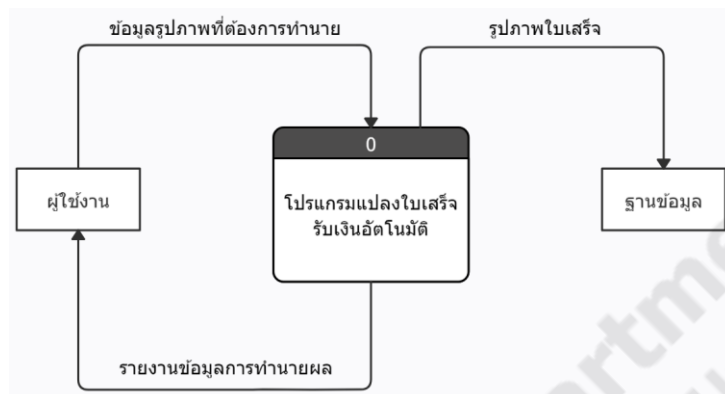 ข้อมูลรูปภาพที่ต้องการทำนาย
รูปภาพใบเสร็จ
0
ผู้ใช้งาน
โปรแกรมแปลงใบเสร็จ
รับเงินอัตโนมัติ
ฐานข้อมูล
รายงานข้อมูลการทำนายผล